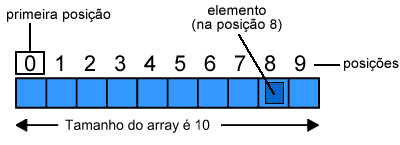 primeira posição
elemento
(na posição 8)
0 1 2 3 4 5 6 7 8 9
posições
Tamanho do array é 10